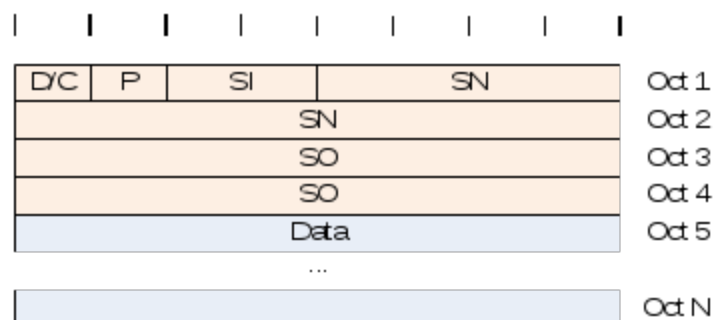 D/C P SI SN Oct 1
SN Oct 2
SO Oct 3
SO Oct 4
Data Oct 5
...
Oct N